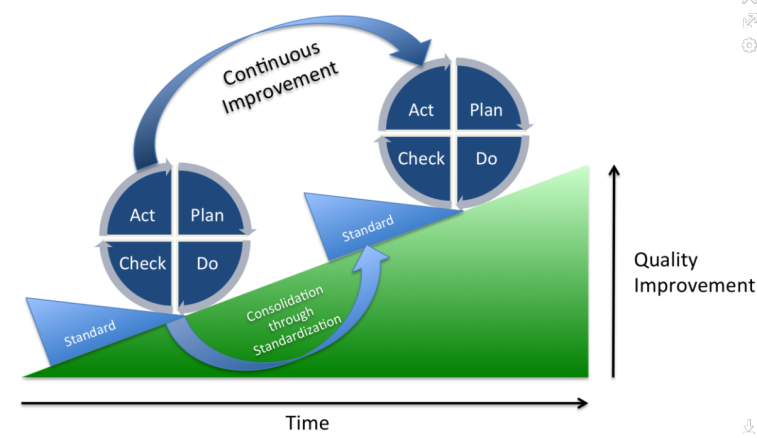 Continuous
Improvement
Act
Plan
Check
Do
Act
Plan
Check
Do
Standard
Standard
Consolidation
through
Standardization
Quality
Improvement
Time